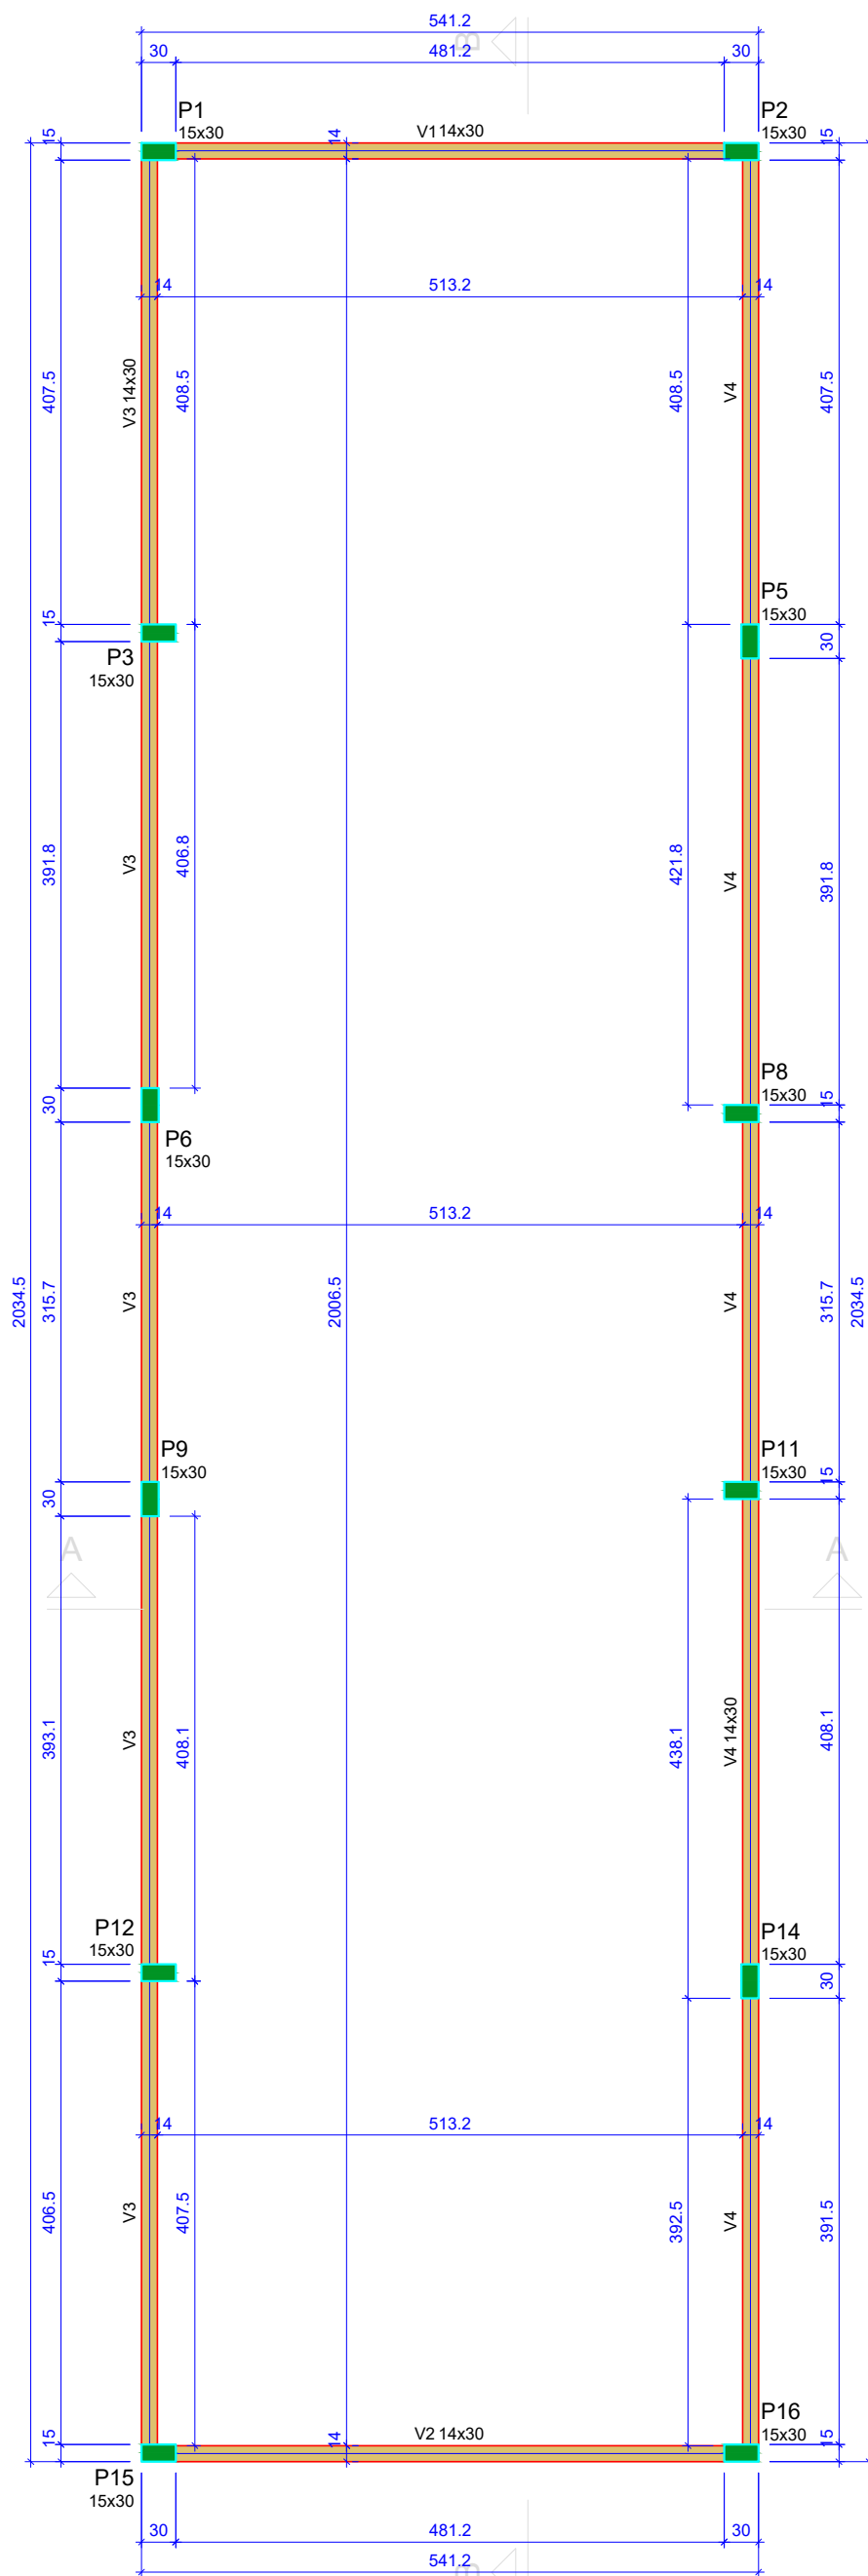 541.2
B
30 481.2 30
P1
15x30
V1 14x30
P2
15x30
15 14 15
14 513.2 14
407.5
V3 14x30
408.5
408.5
V4
407.5
P5
15x30
15
30
P3
15x30
391.8
V3
406.8
421.8
V4
391.8
P8
15x30
30
15
P6
15x30
14 513.2 14
2034.5
315.7
V3
2006.5
V4
315.7
2034.5
P9
15x30
P11
15x30
30
15
A A
393.1
V3
408.1
438.1
V4 14x30
408.1
P12
15x30
P14
15x30
15
30
14 513.2 14
406.5
V3
407.5
392.5
V4
391.5
V2 14x30
P16
15x30
15 14 15
P15
15x30
30 481.2 30
B
541.2